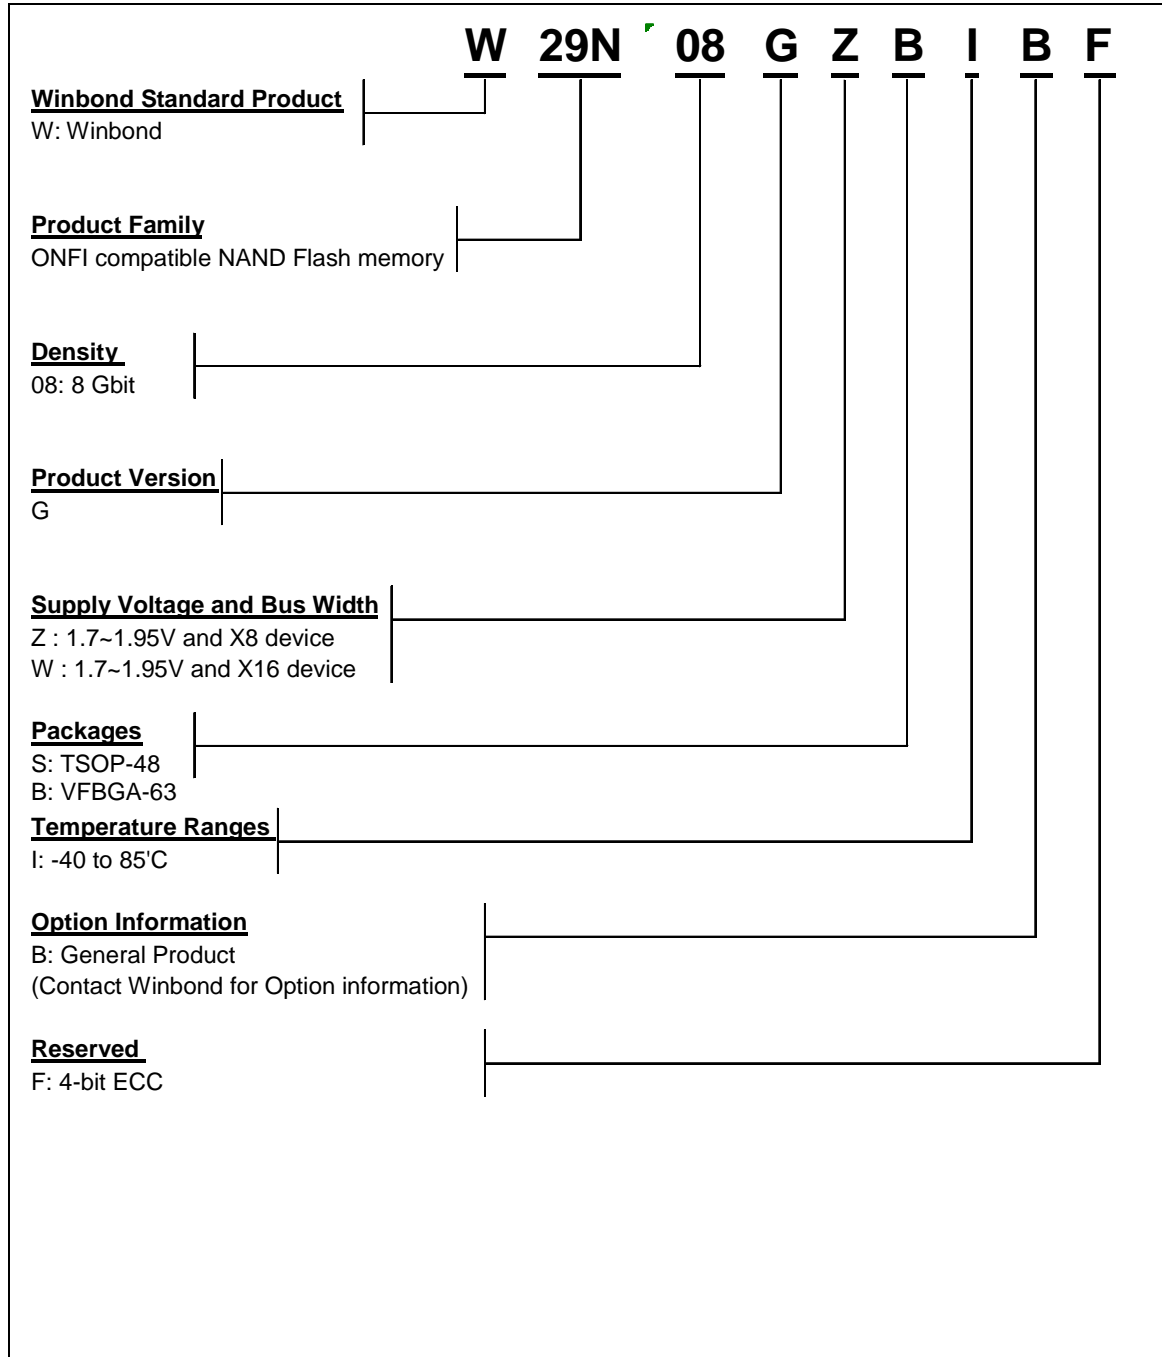 W 29N 08 G Z B I B F
Winbond Standard Product
W: Winbond
Product Family
ONFI compatible NAND Flash memory
Density
08: 8 Gbit
Product Version
G
Supply Voltage and Bus Width
Z : 1.7~1.95V and X8 device
W : 1.7~1.95V and X16 device
Packages
S: TSOP-48
B: VFBGA-63
Temperature Ranges
I: -40 to 85'C
Option Information
B: General Product
(Contact Winbond for Option information)
Reserved
F: 4-bit ECC